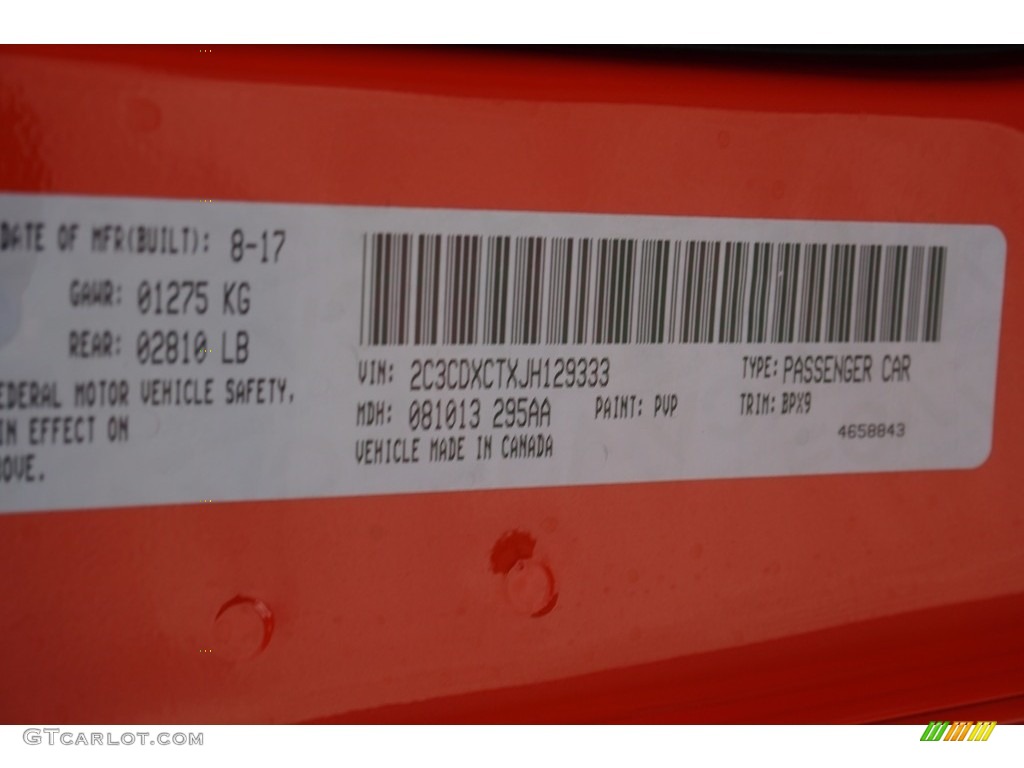 DATE OF MFR(BUILT): 8-17
GAWR: 01275 KG
REAR: 02810 LB
FEDERAL MOTOR VEHICLE SAFETY,
IN EFFECT ON
OVE.
VIN: 2C3CDXCTXJH129333
TYPE: PASSENGER CAR
MDH: 081013 295AA
PAINT: PVP
TRIM: BPX9
VEHICLE MADE IN CANADA
4658843
GTCARLOT.COM